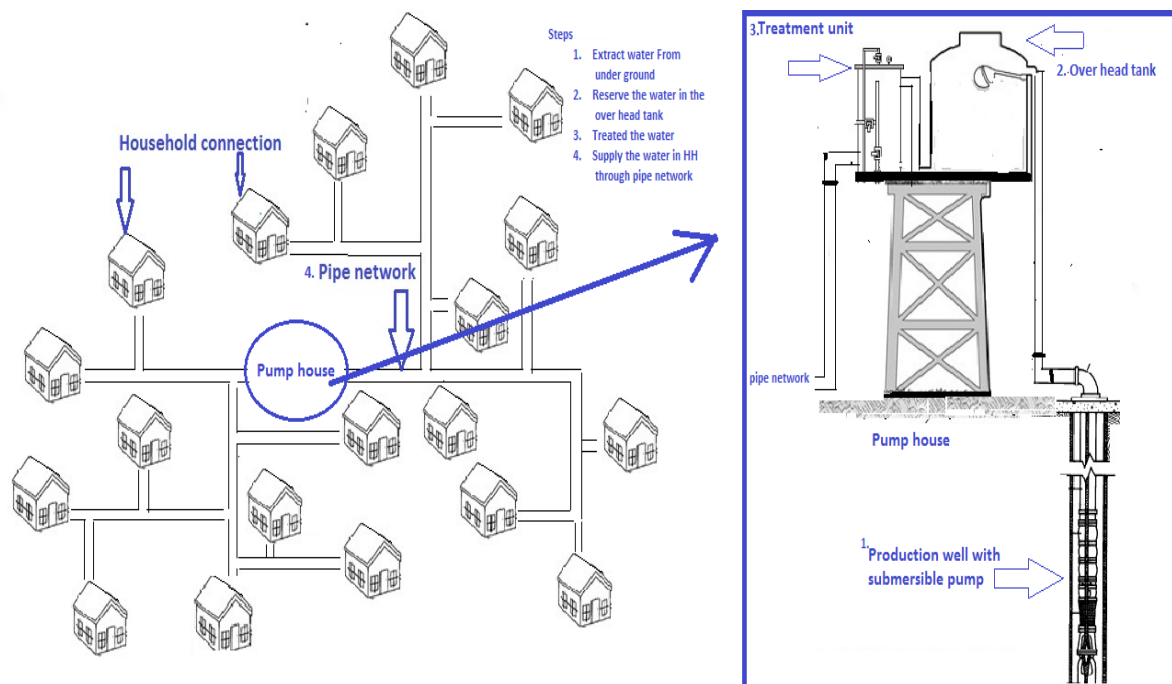 Steps
1. Extract water From
under ground
2. Reserve the water in the
over head tank
3. Treated the water
4. Supply the water in HH
through pipe network
Household connection
4. Pipe network
Pump house
3.Treatment unit
2. Over head tank
pipe network
Pump house
1.
Production well with
submersible pump